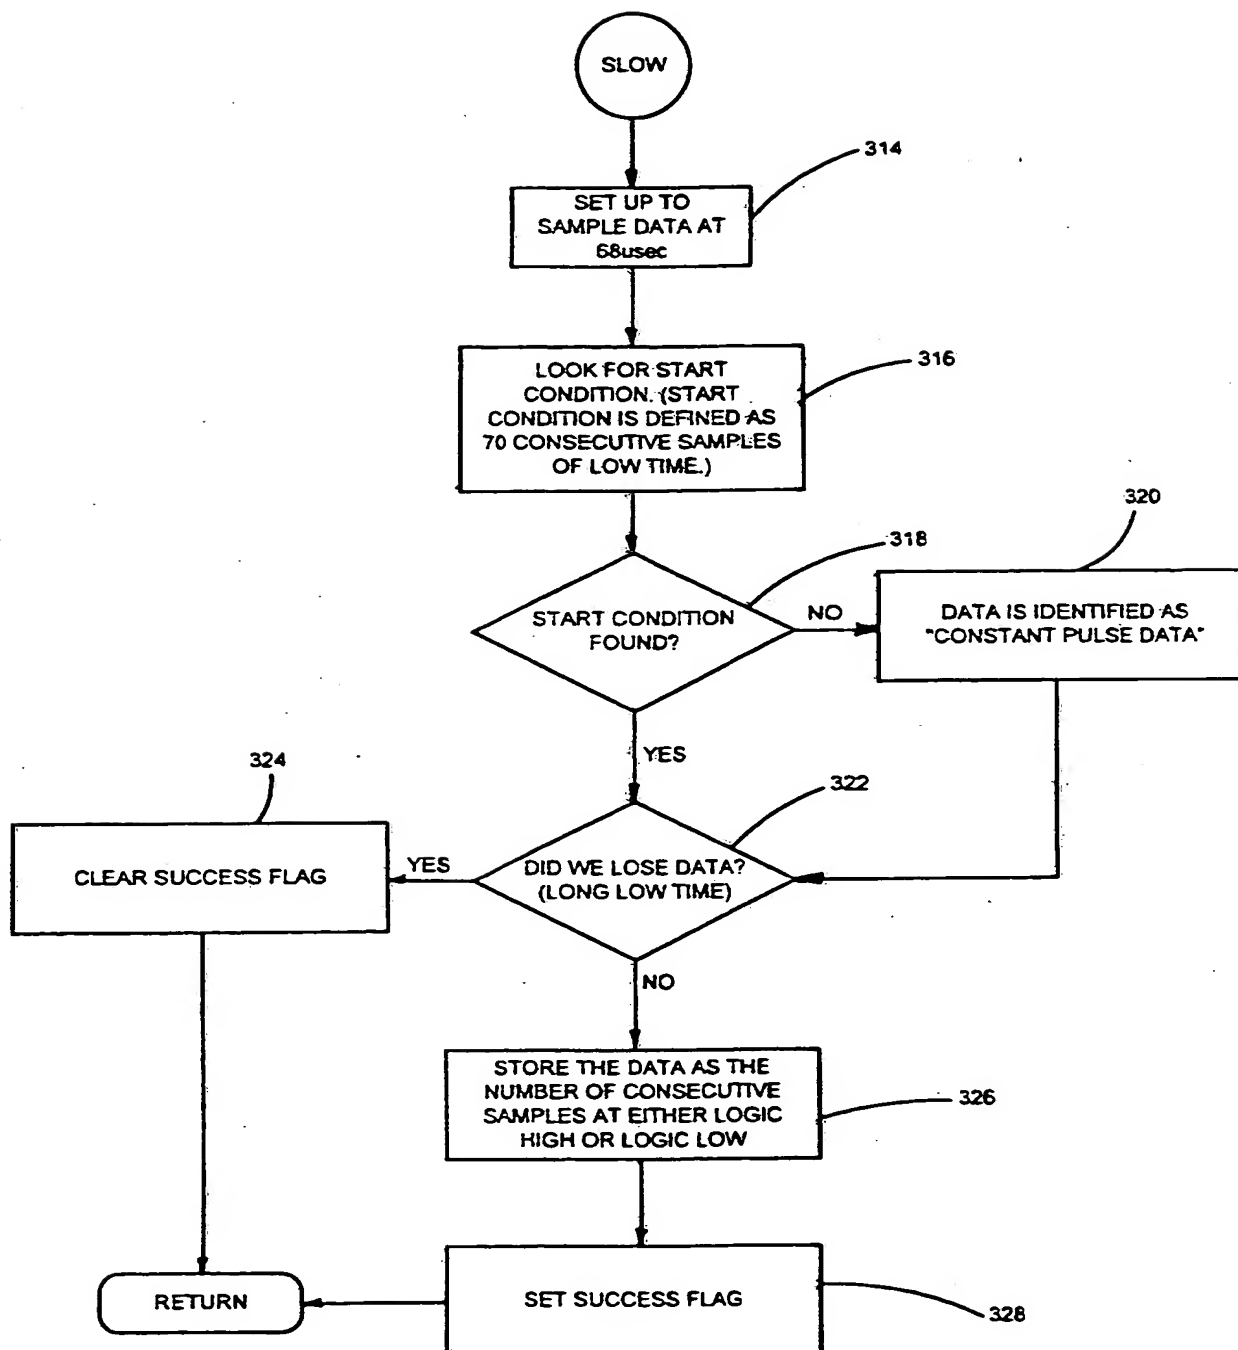 SLOW
314
SET UP TO
SAMPLE DATA AT
68usec
316
LOOK FOR START
CONDITION. (START
CONDITION IS DEFINED AS
70 CONSECUTIVE SAMPLES
OF LOW TIME.)
318
START CONDITION
FOUND?
NO
320
DATA IS IDENTIFIED AS
"CONSTANT PULSE DATA"
YES
322
DID WE LOSE DATA?
(LONG LOW TIME)
YES
324
CLEAR SUCCESS FLAG
NO
STORE THE DATA AS THE
NUMBER OF CONSECUTIVE
SAMPLES AT EITHER LOGIC
HIGH OR LOGIC LOW
326
SET SUCCESS FLAG
328
RETURN